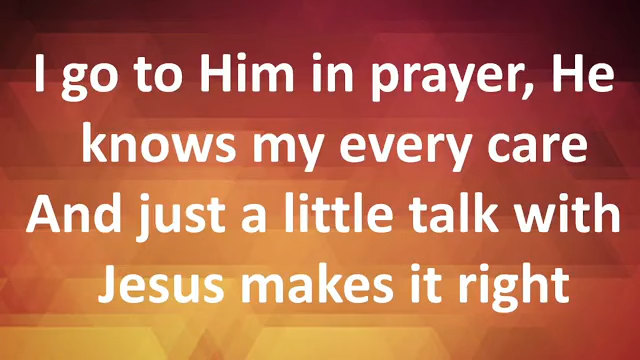 I go to Him in prayer, He
knows my every care
And just a little talk with
Jesus makes it right